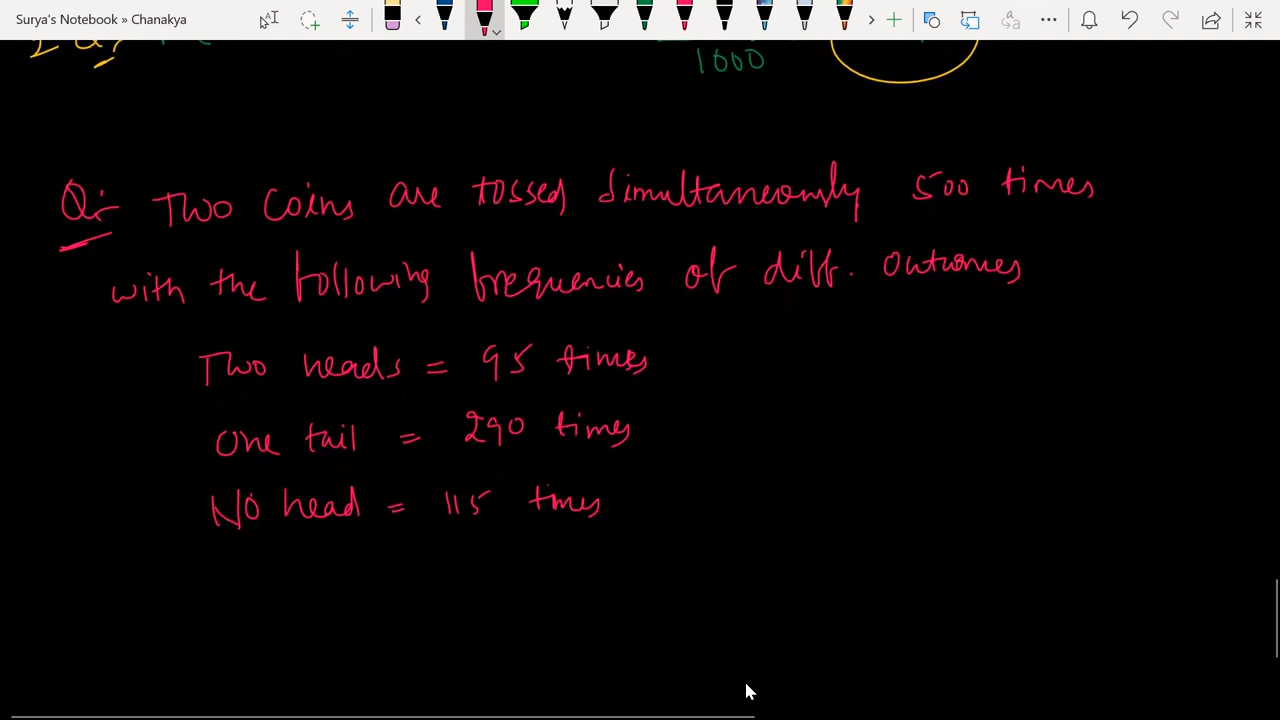 Surya's Notebook » Chanakya
1000
Q:- Two coins are tossed simultaneously 500 times
with the following frequencies of diff. outcomes
Two heads = 95 times
One tail = 290 times
No head = 115 times